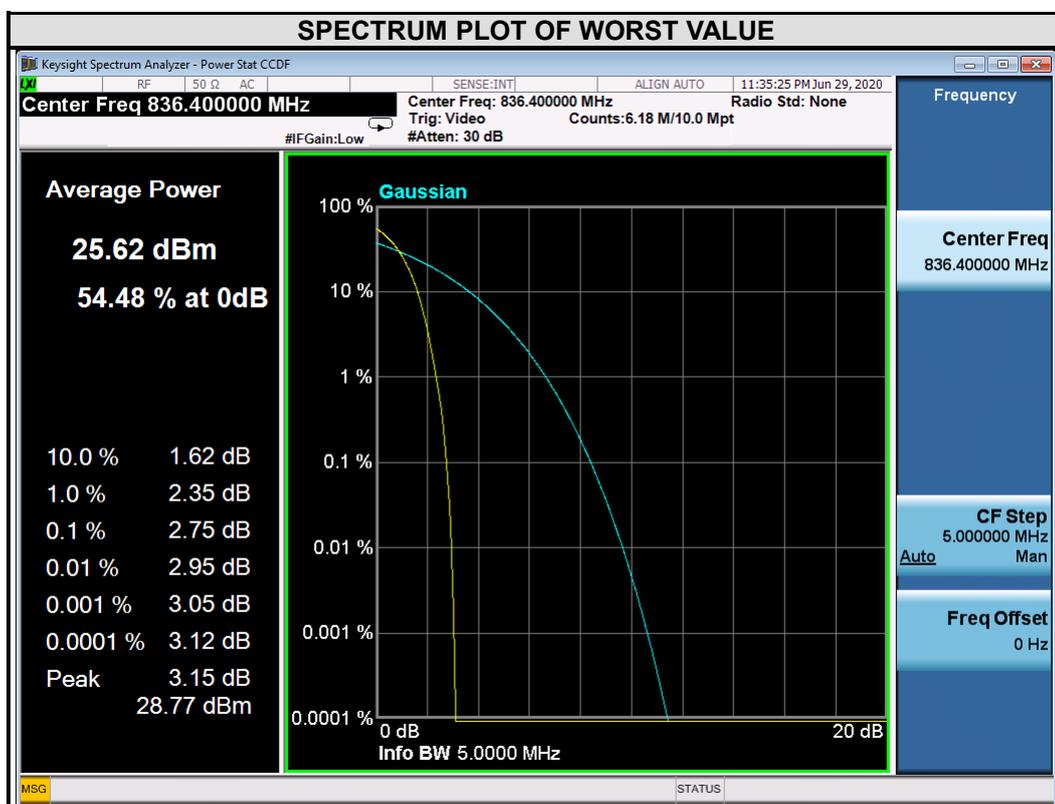 SPECTRUM PLOT OF WORST VALUE
Keysight Spectrum Analyzer - Power Stat CCDF
LXI RF 50 Ω AC SENSE:INT ALIGN AUTO 11:35:25 PM Jun 29, 2020
Center Freq 836.400000 MHz
Center Freq: 836.400000 MHz Radio Std: None
Trig: Video Counts:6.18 M/10.0 Mpt
#IFGain:Low #Atten: 30 dB
Average Power
25.62 dBm
54.48 % at 0dB
10.0 % 1.62 dB
1.0 % 2.35 dB
0.1 % 2.75 dB
0.01 % 2.95 dB
0.001 % 3.05 dB
0.0001 % 3.12 dB
Peak 3.15 dB
28.77 dBm
Gaussian
100 %
10 %
1 %
0.1 %
0.01 %
0.001 %
0.0001 %
0 dB 20 dB
Info BW 5.0000 MHz
Frequency
Center Freq
836.400000 MHz
CF Step
5.000000 MHz
Auto Man
Freq Offset
0 Hz
MSG STATUS